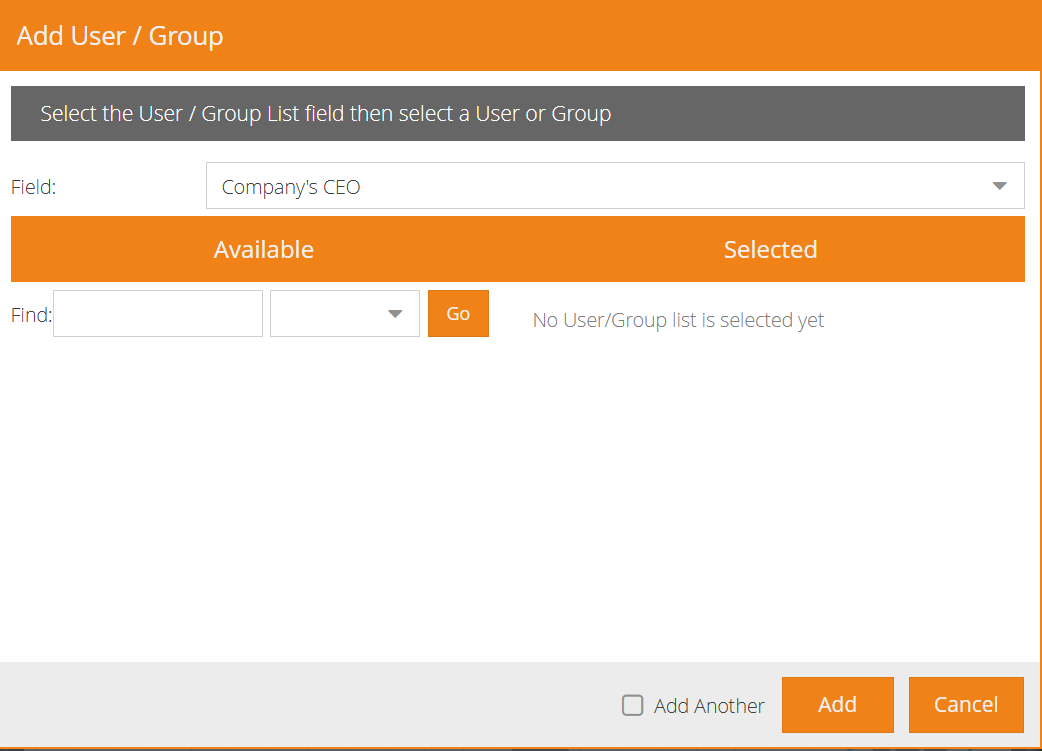 Add User / Group
Select the User / Group List field then select a User or Group
Field:
Company's CEO
Available
Selected
Find:
Go
No User/Group list is selected yet
Add Another
Add
Cancel